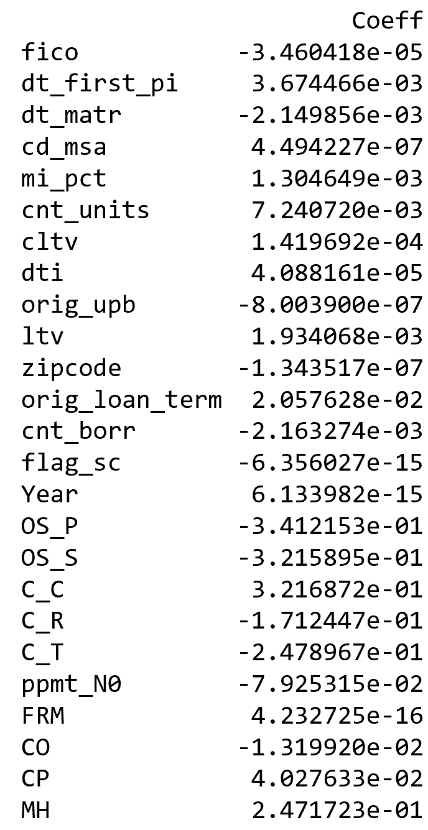 Coeff
fico -3.460418e-05
dt_first_pi 3.674466e-03
dt_matr -2.149856e-03
cd_msa 4.494227e-07
mi_pct 1.304649e-03
cnt_units 7.240720e-03
cltv 1.419692e-04
dti 4.088161e-05
orig_upb -8.003900e-07
ltv 1.934068e-03
zipcode -1.343517e-07
orig_loan_term 2.057628e-02
cnt_borr -2.163274e-03
flag_sc -6.356027e-15
Year 6.133982e-15
OS_P -3.412153e-01
OS_S -3.215895e-01
C_C 3.216872e-01
C_R -1.712447e-01
C_T -2.478967e-01
ppmt_N0 -7.925315e-02
FRM 4.232725e-16
CO -1.319920e-02
CP 4.027633e-02
MH 2.471723e-01